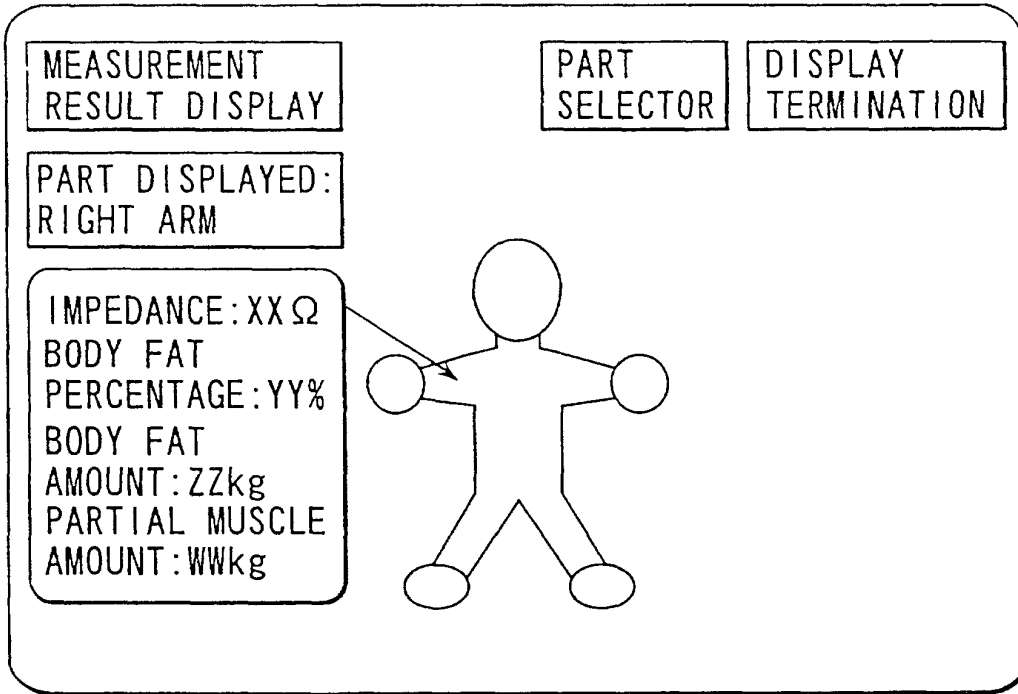 MEASUREMENT
RESULT DISPLAY
PART
SELECTOR
DISPLAY
TERMINATION
PART DISPLAYED:
RIGHT ARM
IMPEDANCE:XXΩ
BODY FAT
PERCENTAGE:YY%
BODY FAT
AMOUNT:ZZkg
PARTIAL MUSCLE
AMOUNT:WWkg